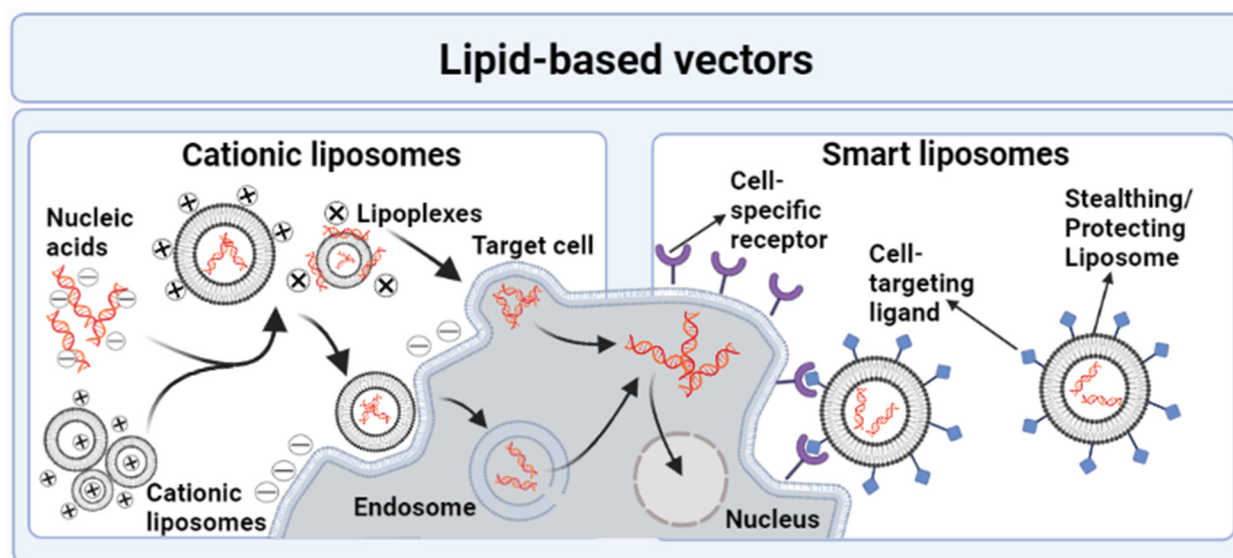 Lipid-based vectors
Cationic liposomes
Nucleic
acids
Lipoplexes
Target cell
Cationic
liposomes
Endosome
Nucleus
Smart liposomes
Cell-
specific
receptor
Cell-
targeting
ligand
Stealthing/
Protecting
Liposome